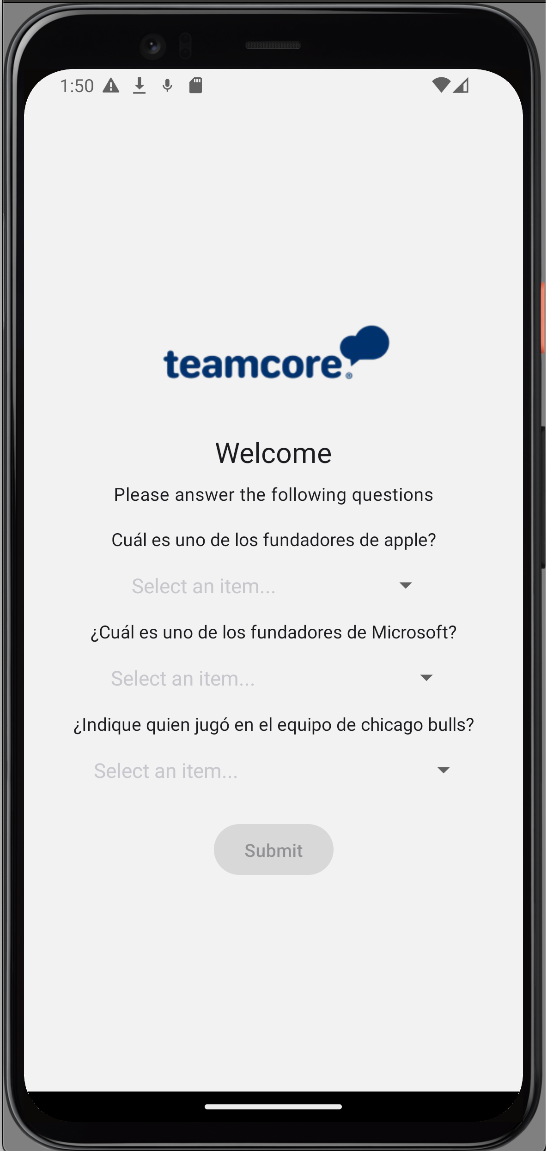 1:50
teamcore®
Welcome
Please answer the following questions
Cuál es uno de los fundadores de apple?
Select an item...
¿Cuál es uno de los fundadores de Microsoft?
Select an item...
¿Indique quien jugó en el equipo de chicago bulls?
Select an item...
Submit